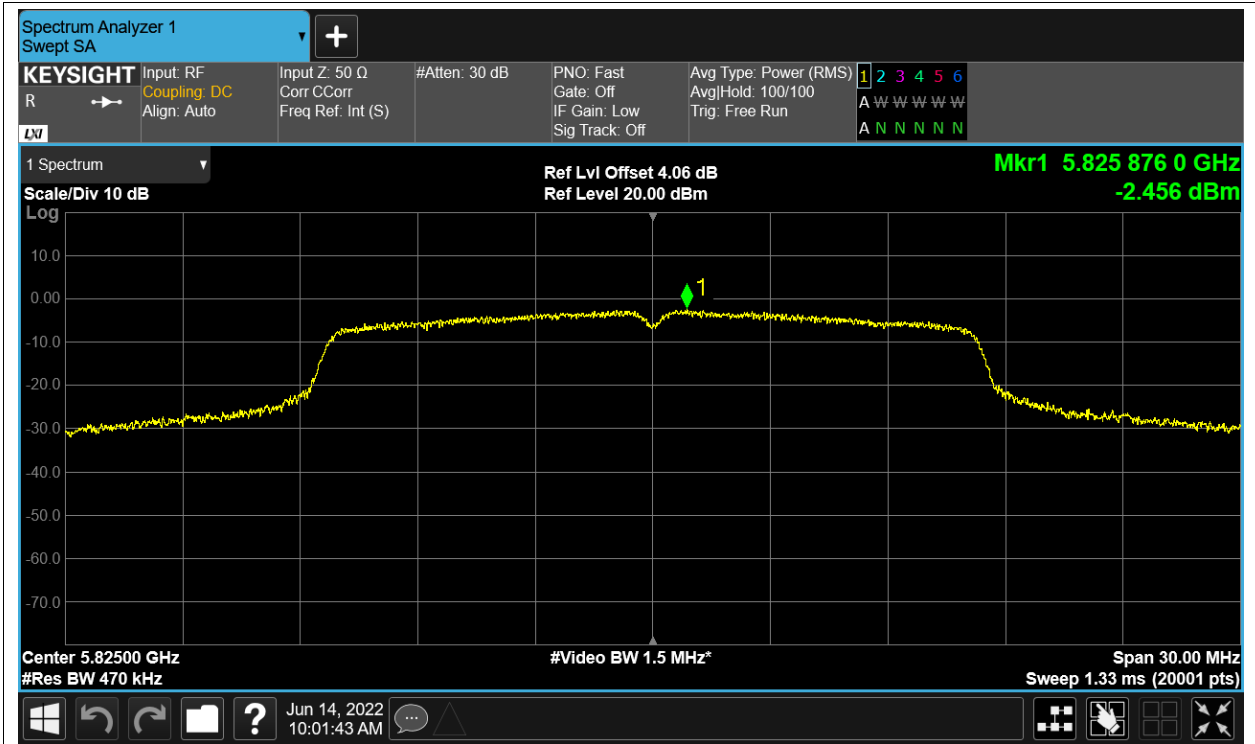 Spectrum Analyzer 1
Swept SA
+
KEYSIGHT
R
LXI
Input: RF
Coupling: DC
Align: Auto
Input Z: 50 Ω
Corr CCorr
Freq Ref: Int (S)
#Atten: 30 dB
PNO: Fast
Gate: Off
IF Gain: Low
Sig Track: Off
Avg Type: Power (RMS)
Avg|Hold: 100/100
Trig: Free Run
1 2 3 4 5 6
A W W W W W
A N N N N N
1 Spectrum
Scale/Div 10 dB
Log
Ref Lvl Offset 4.06 dB
Ref Level 20.00 dBm
Mkr1 5.825 876 0 GHz
-2.456 dBm
10.0
0.00
-10.0
-20.0
-30.0
-40.0
-50.0
-60.0
-70.0
1
Center 5.82500 GHz
#Res BW 470 kHz
#Video BW 1.5 MHz*
Span 30.00 MHz
Sweep 1.33 ms (20001 pts)
?
Jun 14, 2022
10:01:43 AM